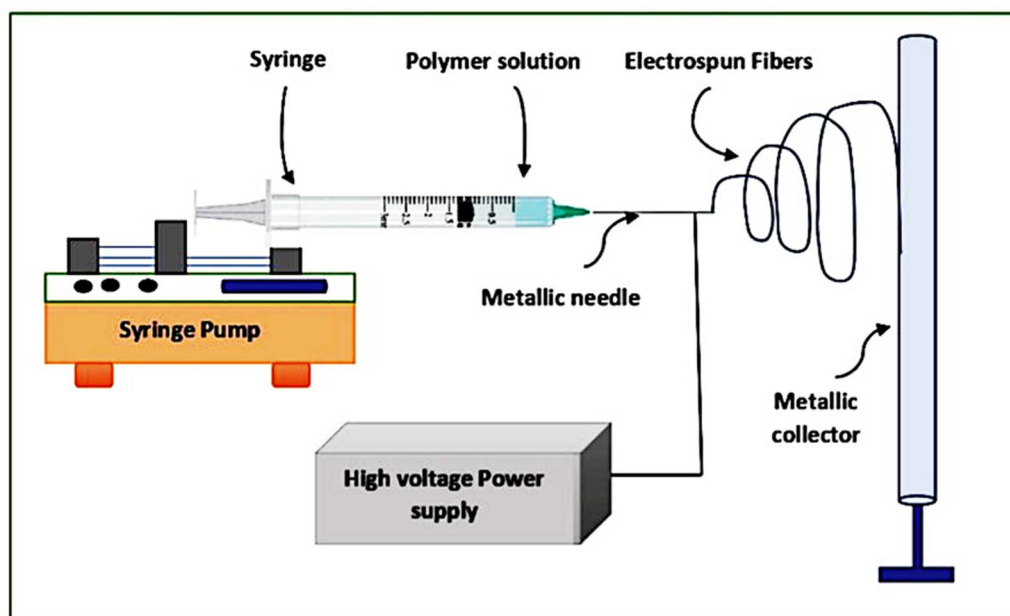 Syringe
Polymer solution
Electrospun Fibers
Metallic needle
Syringe Pump
Metallic
collector
High voltage Power
supply